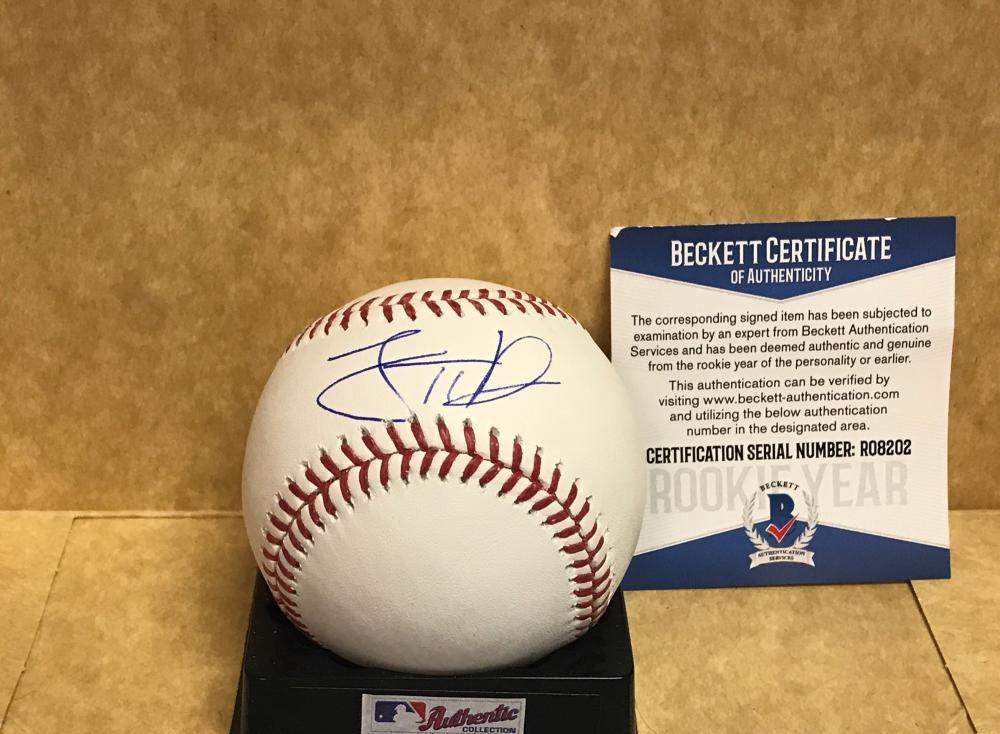 BECKETT CERTIFICATE
OF AUTHENTICITY
The corresponding signed item has been subjected to
examination by an expert from Beckett Authentication
Services and has been deemed authentic and genuine
from the rookie year of the personality or earlier.
This authentication can be verified by
visiting www.beckett-authentication.com
and utilizing the below authentication
number in the designated area.
CERTIFICATION SERIAL NUMBER: R08202
ROOKIE YEAR
BECKETT
B
AUTHENTICATION
SERVICES
Authentic
COLLECTION